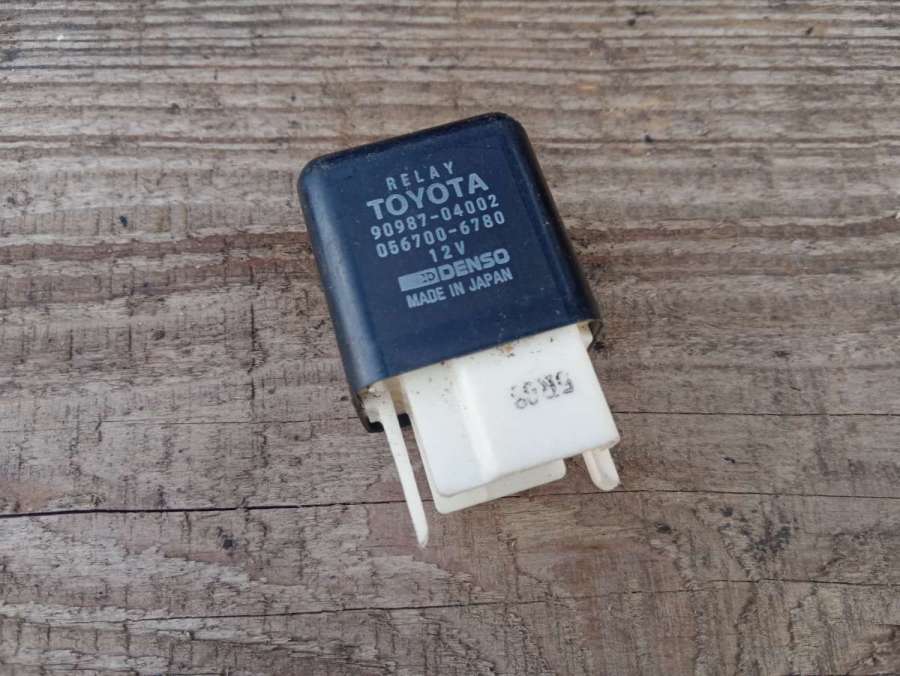 RELAY
TOYOTA
90987-04002
056700-6780
12V
DENSO
MADE IN JAPAN